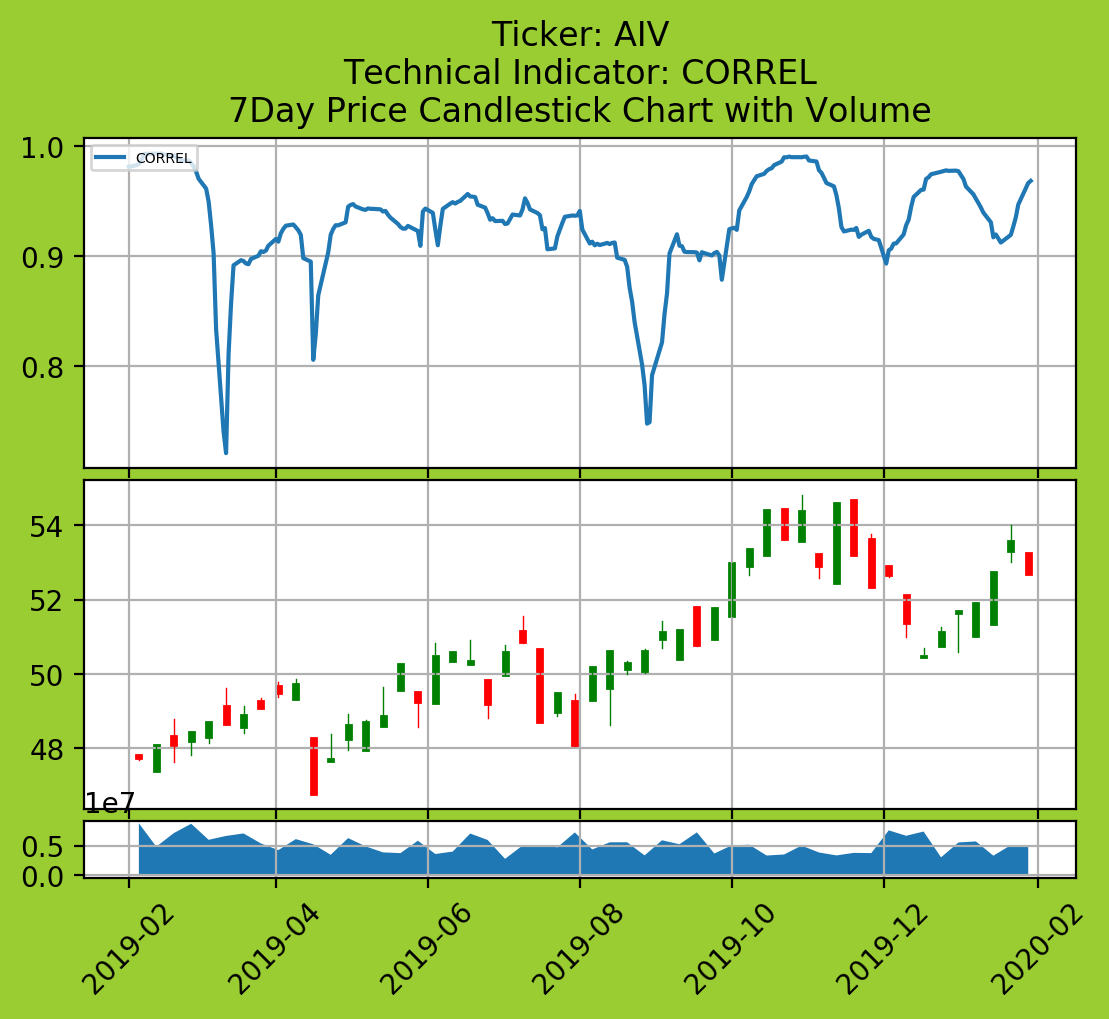 Ticker: AIV
Technical Indicator: CORREL
7Day Price Candlestick Chart with Volume
1.0
CORREL
0.9
0.8
54
52
50
48
1e7
0.5
0.0
2019-02 2019-04 2019-06 2019-08 2019-10 2019-12 2020-02